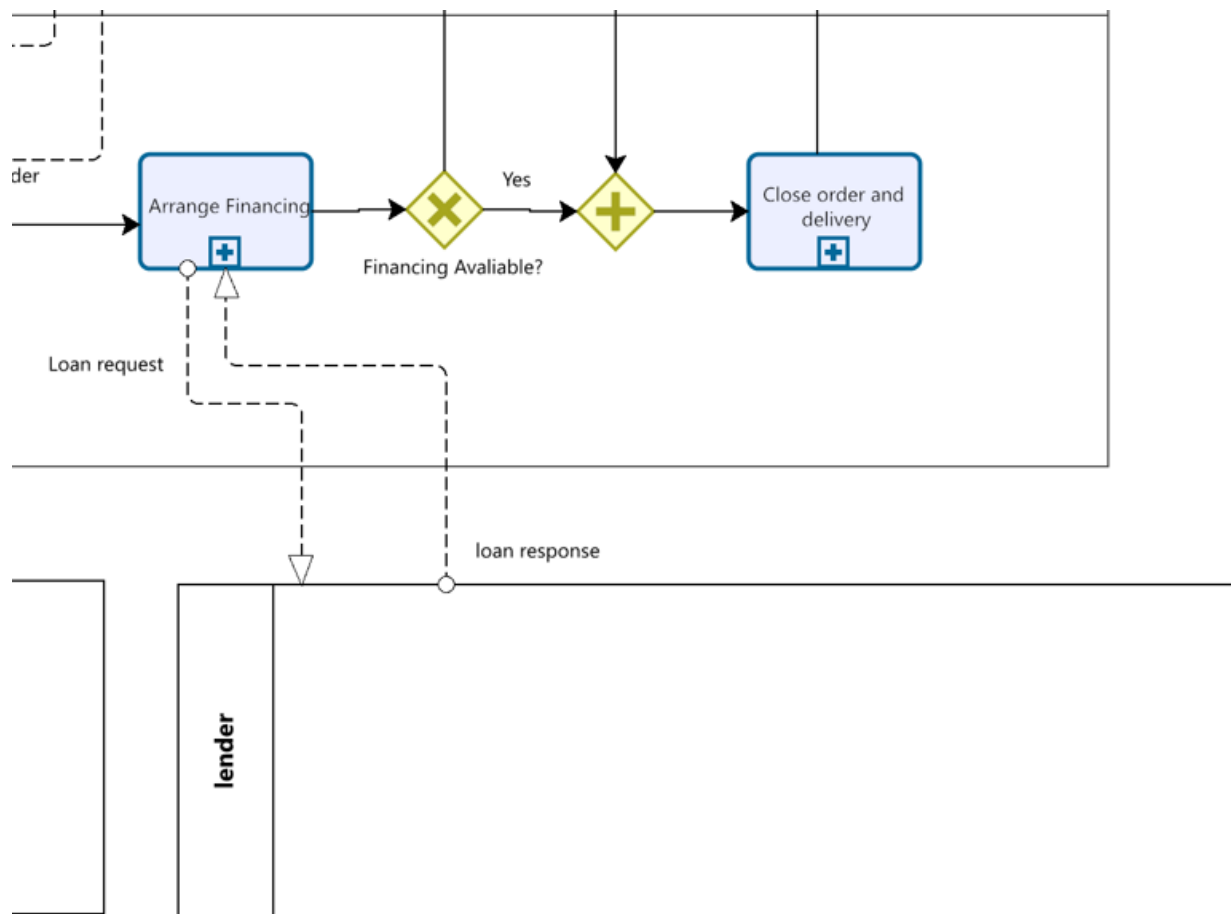 der
Arrange Financing
Yes
Financing Avaliable?
Close order and
delivery
Loan request
loan response
lender